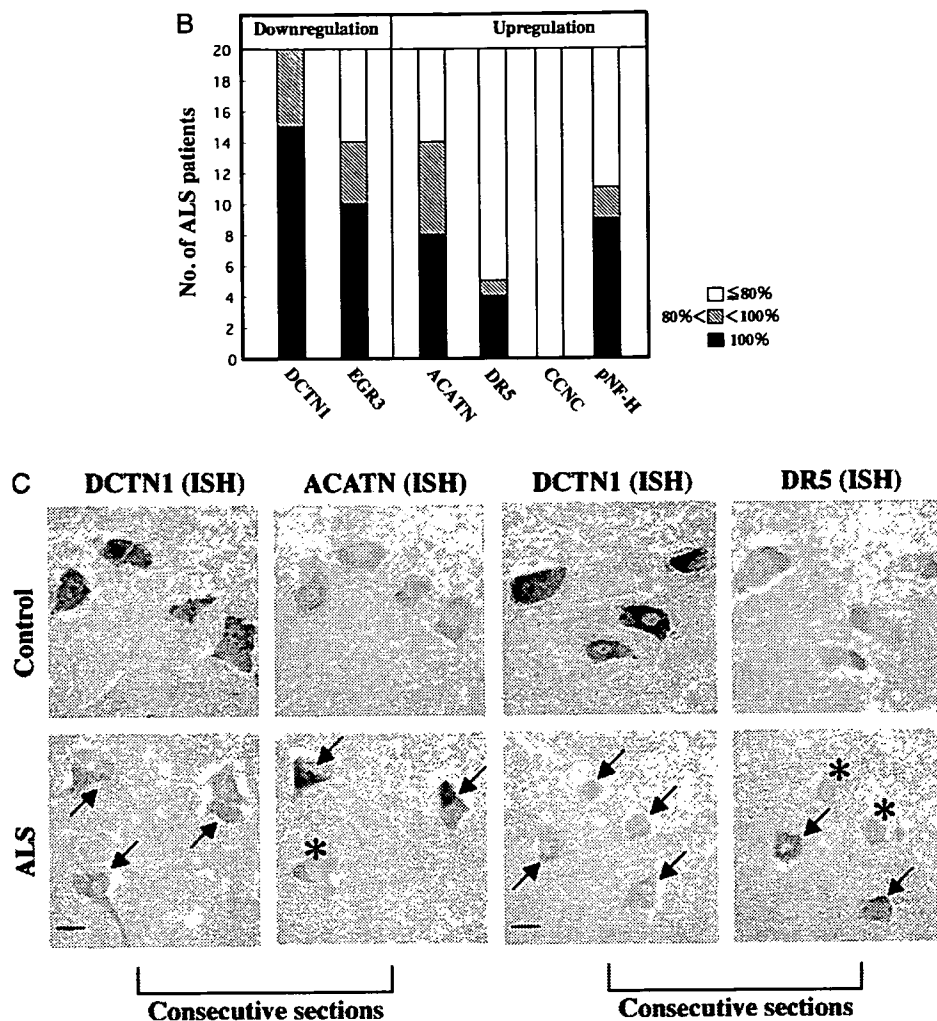 B
Downregulation Upregulation
20
18
16
14
12
10
8
6
4
2
0
No. of ALS patients
DCTN1 EGR3 ACATN DR5 CCNC pNF-H
≦80%
80%< <100%
100%
C
DCTN1 (ISH) ACATN (ISH) DCTN1 (ISH) DR5 (ISH)
Control
ALS
* * *
Consecutive sections Consecutive sections